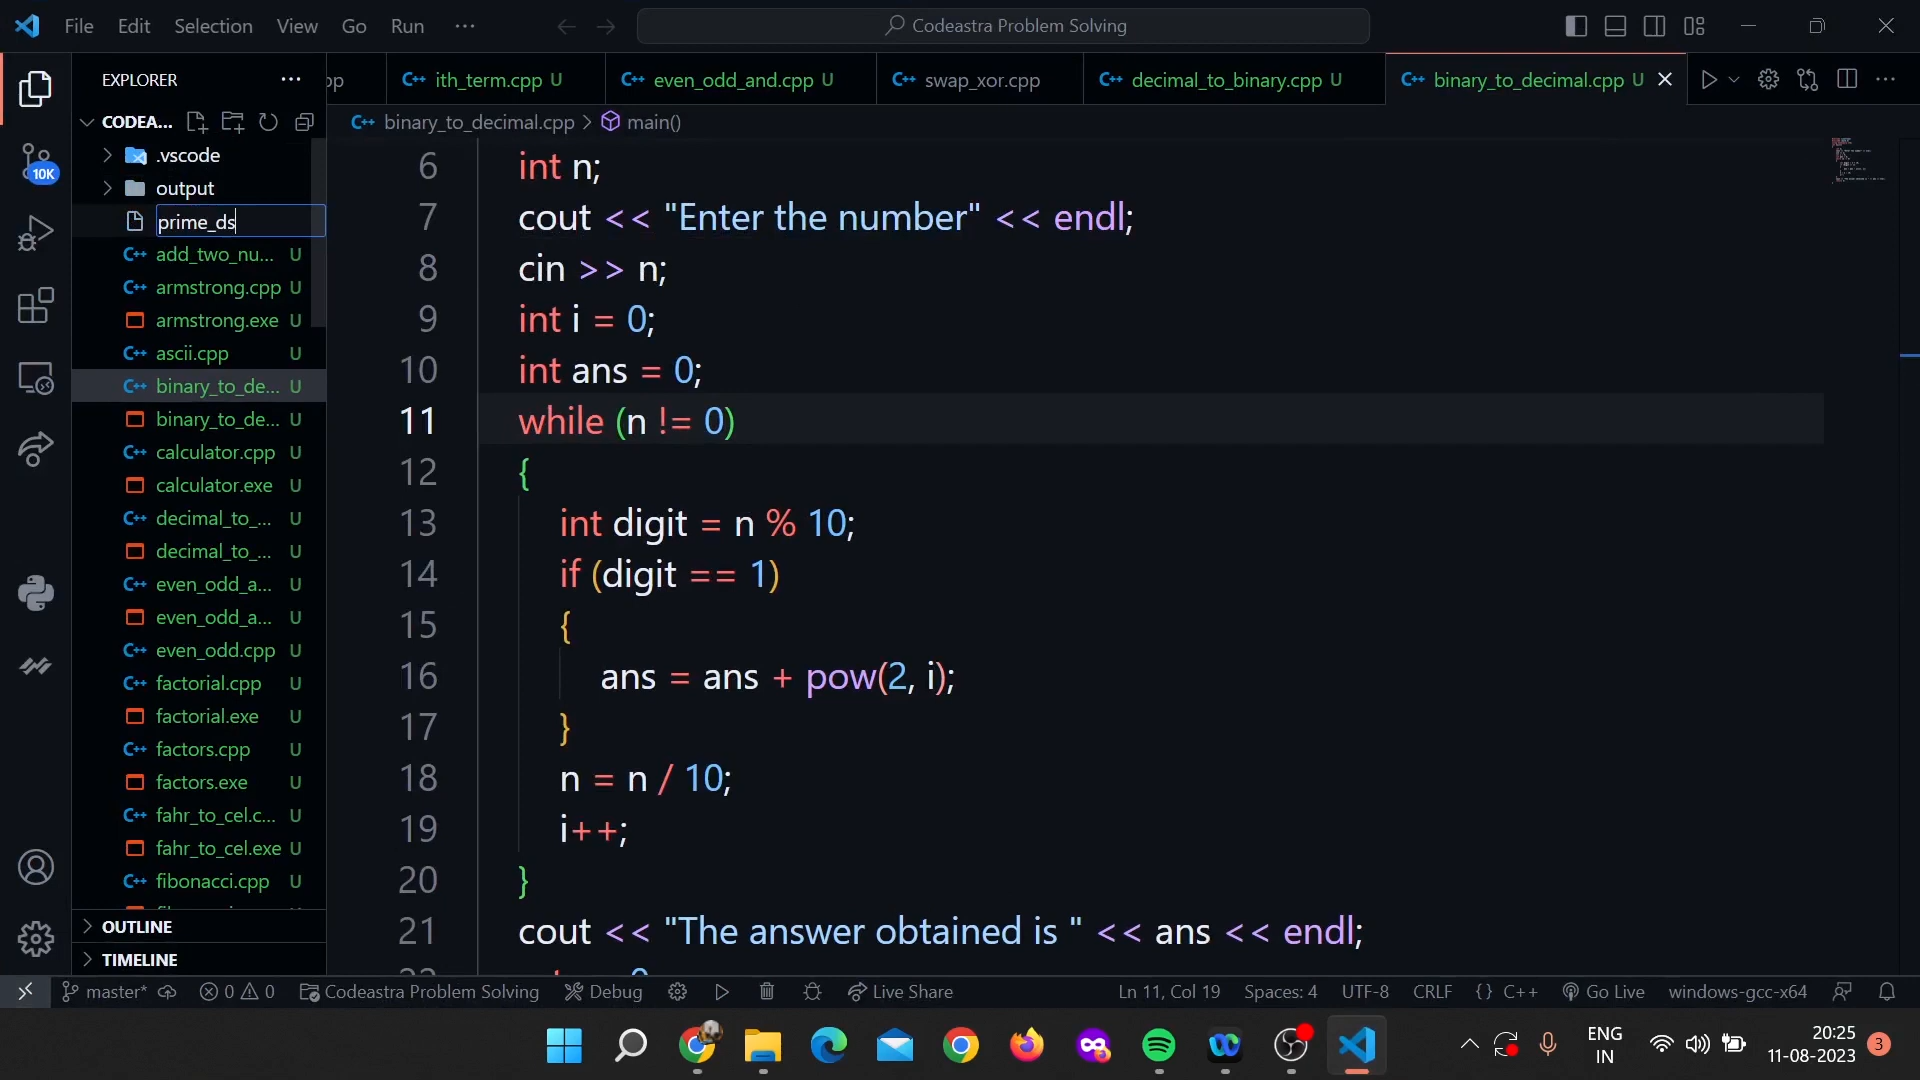 File Edit Selection View Go Run ···
Codeastra Problem Solving
EXPLORER ···
pp
ith_term.cpp U
even_odd_and.cpp U
swap_xor.cpp
decimal_to_binary.cpp U
binary_to_decimal.cpp U
CODEA...
binary_to_decimal.cpp > main()
10K
.vscode
output
prime_ds
add_two_nu... U
armstrong.cpp U
armstrong.exe U
ascii.cpp U
binary_to_de... U
binary_to_de... U
calculator.cpp U
calculator.exe U
decimal_to_... U
decimal_to_... U
even_odd_a... U
even_odd_a... U
even_odd.cpp U
factorial.cpp U
factorial.exe U
factors.cpp U
factors.exe U
fahr_to_cel.c... U
fahr_to_cel.exe U
fibonacci.cpp U
OUTLINE
TIMELINE
6 int n;
7 cout << "Enter the number" << endl;
8 cin >> n;
9 int i = 0;
10 int ans = 0;
11 while (n != 0)
12 {
13 int digit = n % 10;
14 if (digit == 1)
15 {
16 ans = ans + pow(2, i);
17 }
18 n = n / 10;
19 i++;
20 }
21 cout << "The answer obtained is " << ans << endl;
master* 0 0 Codeastra Problem Solving Debug Live Share Ln 11, Col 19 Spaces: 4 UTF-8 CRLF {} C++ Go Live windows-gcc-x64
ENG
IN
20:25
11-08-2023
3